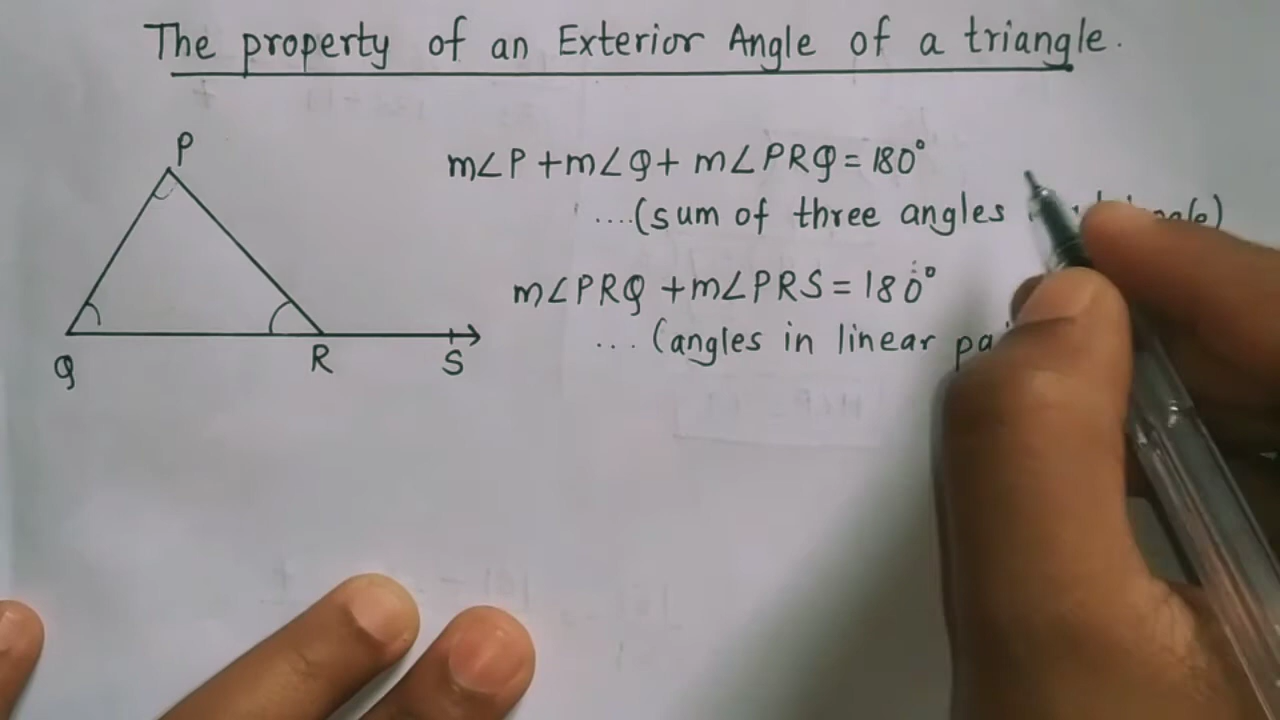 The property of an Exterior Angle of a triangle.
P
Q
R
S
m∠P + m∠Q + m∠PRQ = 180°
....(sum of three angles
m∠PRQ + m∠PRS = 180°
... (angles in linear